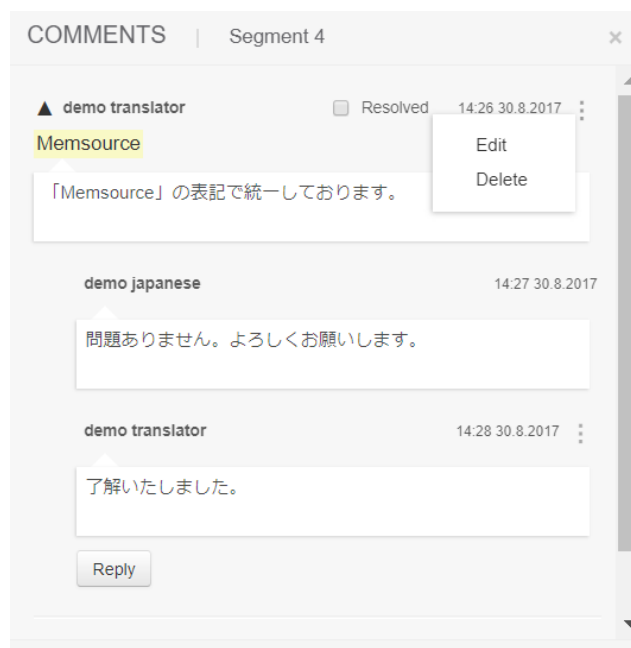 COMMENTS | Segment 4 ×
▲ demo translator Resolved 14:26 30.8.2017
Memsource
Edit
Delete
「Memsource」の表記で統一しております。
demo japanese 14:27 30.8.2017
問題ありません。よろしくお願いします。
demo translator 14:28 30.8.2017
了解いたしました。
Reply